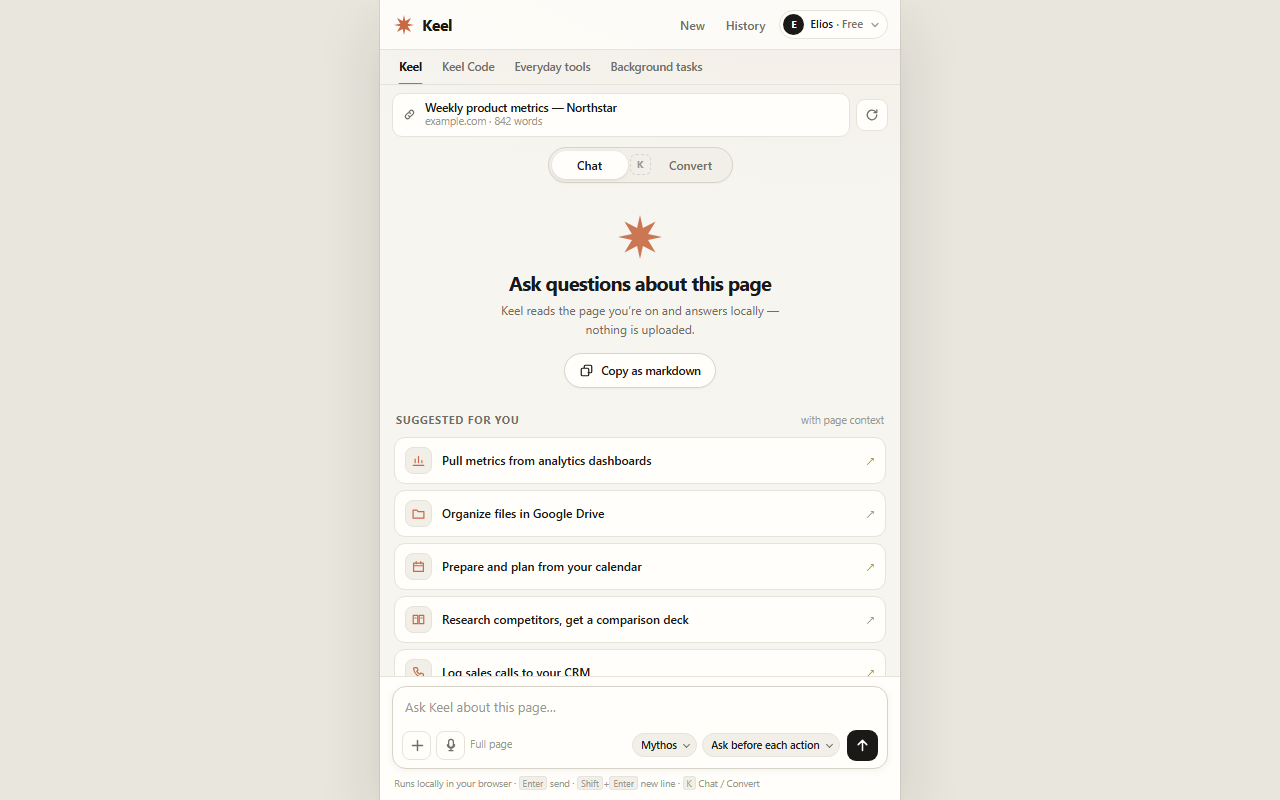 Keel
New
History
E
Elios · Free
Keel
Keel Code
Everyday tools
Background tasks
Weekly product metrics — Northstar
example.com · 842 words
Chat
K
Convert
Ask questions about this page
Keel reads the page you're on and answers locally —
nothing is uploaded.
Copy as markdown
SUGGESTED FOR YOU
with page context
Pull metrics from analytics dashboards
Organize files in Google Drive
Prepare and plan from your calendar
Research competitors, get a comparison deck
Log sales calls to your CRM
Ask Keel about this page...
Full page
Mythos
Ask before each action
Runs locally in your browser · Enter send · Shift+Enter new line · K Chat / Convert